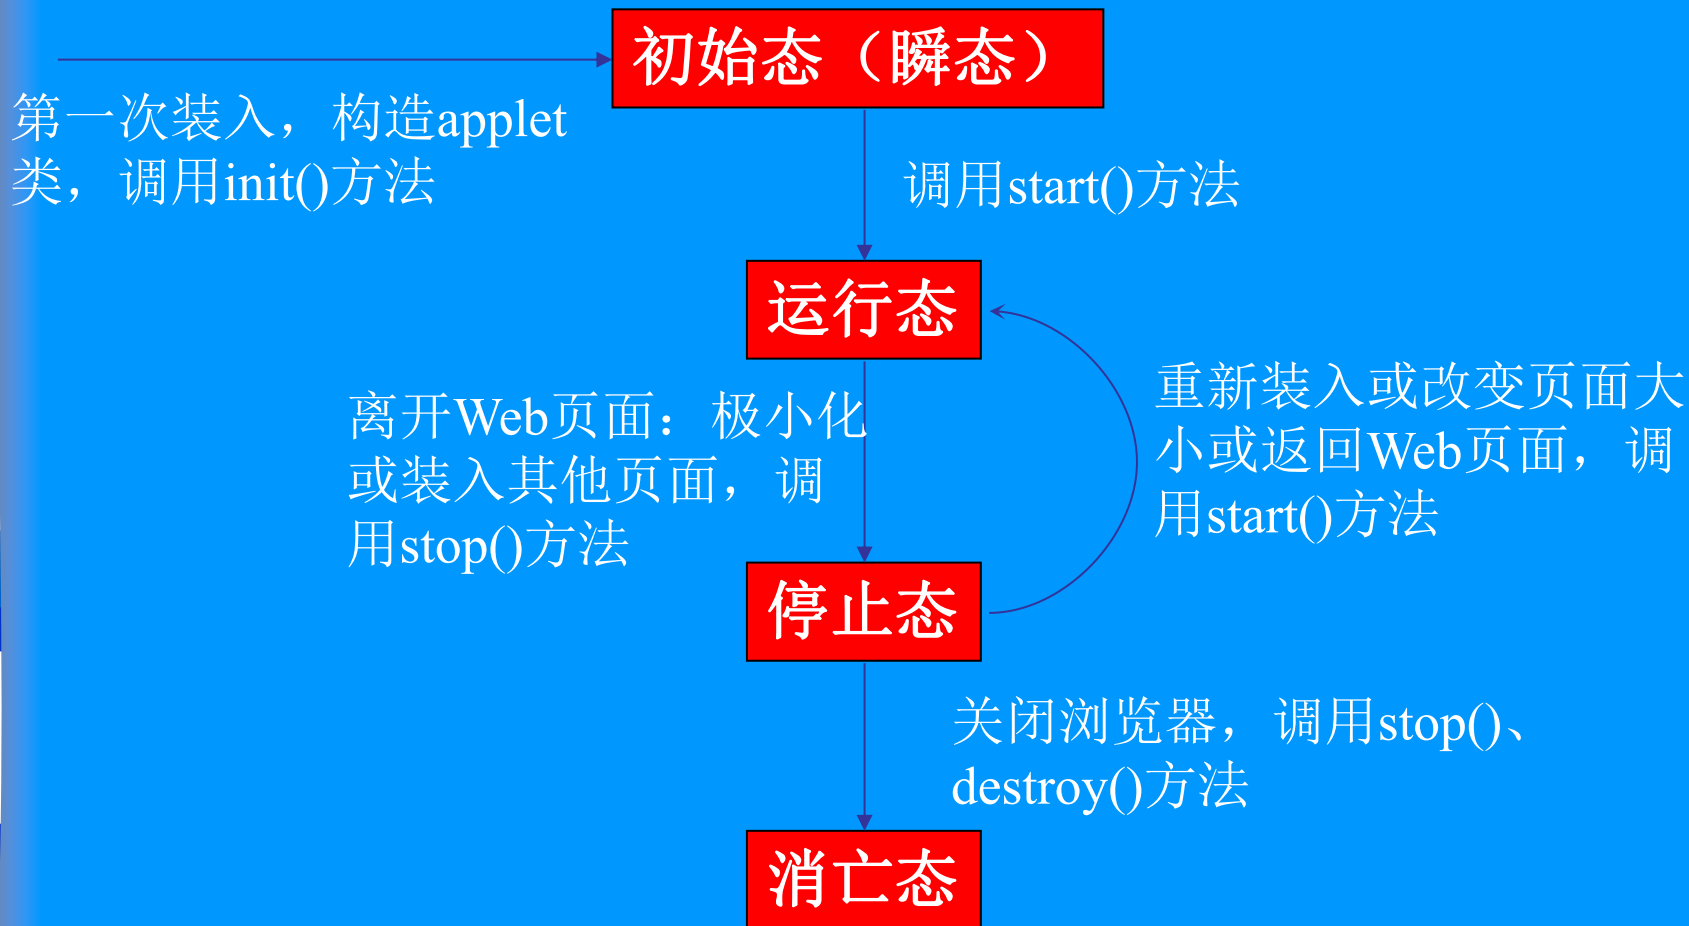 初始态（瞬态）
第一次装入，构造applet
类，调用init()方法
调用start()方法
运行态
离开Web页面：极小化
或装入其他页面，调
用stop()方法
重新装入或改变页面大
小或返回Web页面，调
用start()方法
停止态
关闭浏览器，调用stop()、
destroy()方法
消亡态